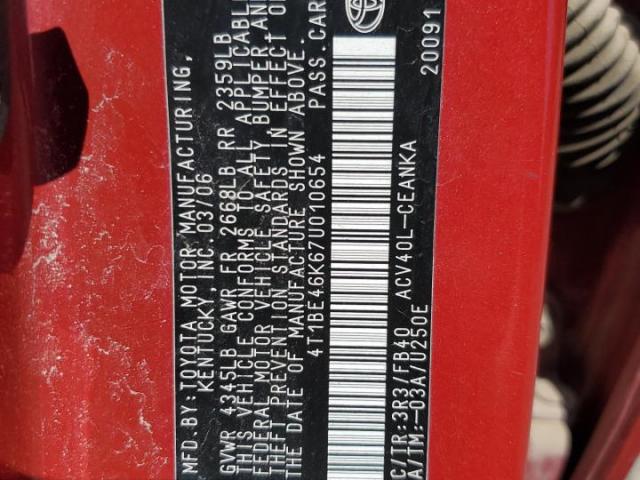 MFD. BY: TOYOTA MOTOR MANUFACTURING,
KENTUCKY, INC. 03/06
GVWR 4345LB GAWR FR 2668LB RR 2359LB
THIS VEHICLE CONFORMS TO ALL APPLICABLE
FEDERAL MOTOR VEHICLE SAFETY, BUMPER, AND
THEFT PREVENTION STANDARDS IN EFFECT ON
THE DATE OF MANUFACTURE SHOWN ABOVE.
4T1BE46K67U010654 PASS.CAR
C/TR: 3R3/FB40 ACV40L-CEANKA
A/TM:-03A/U250E 20091